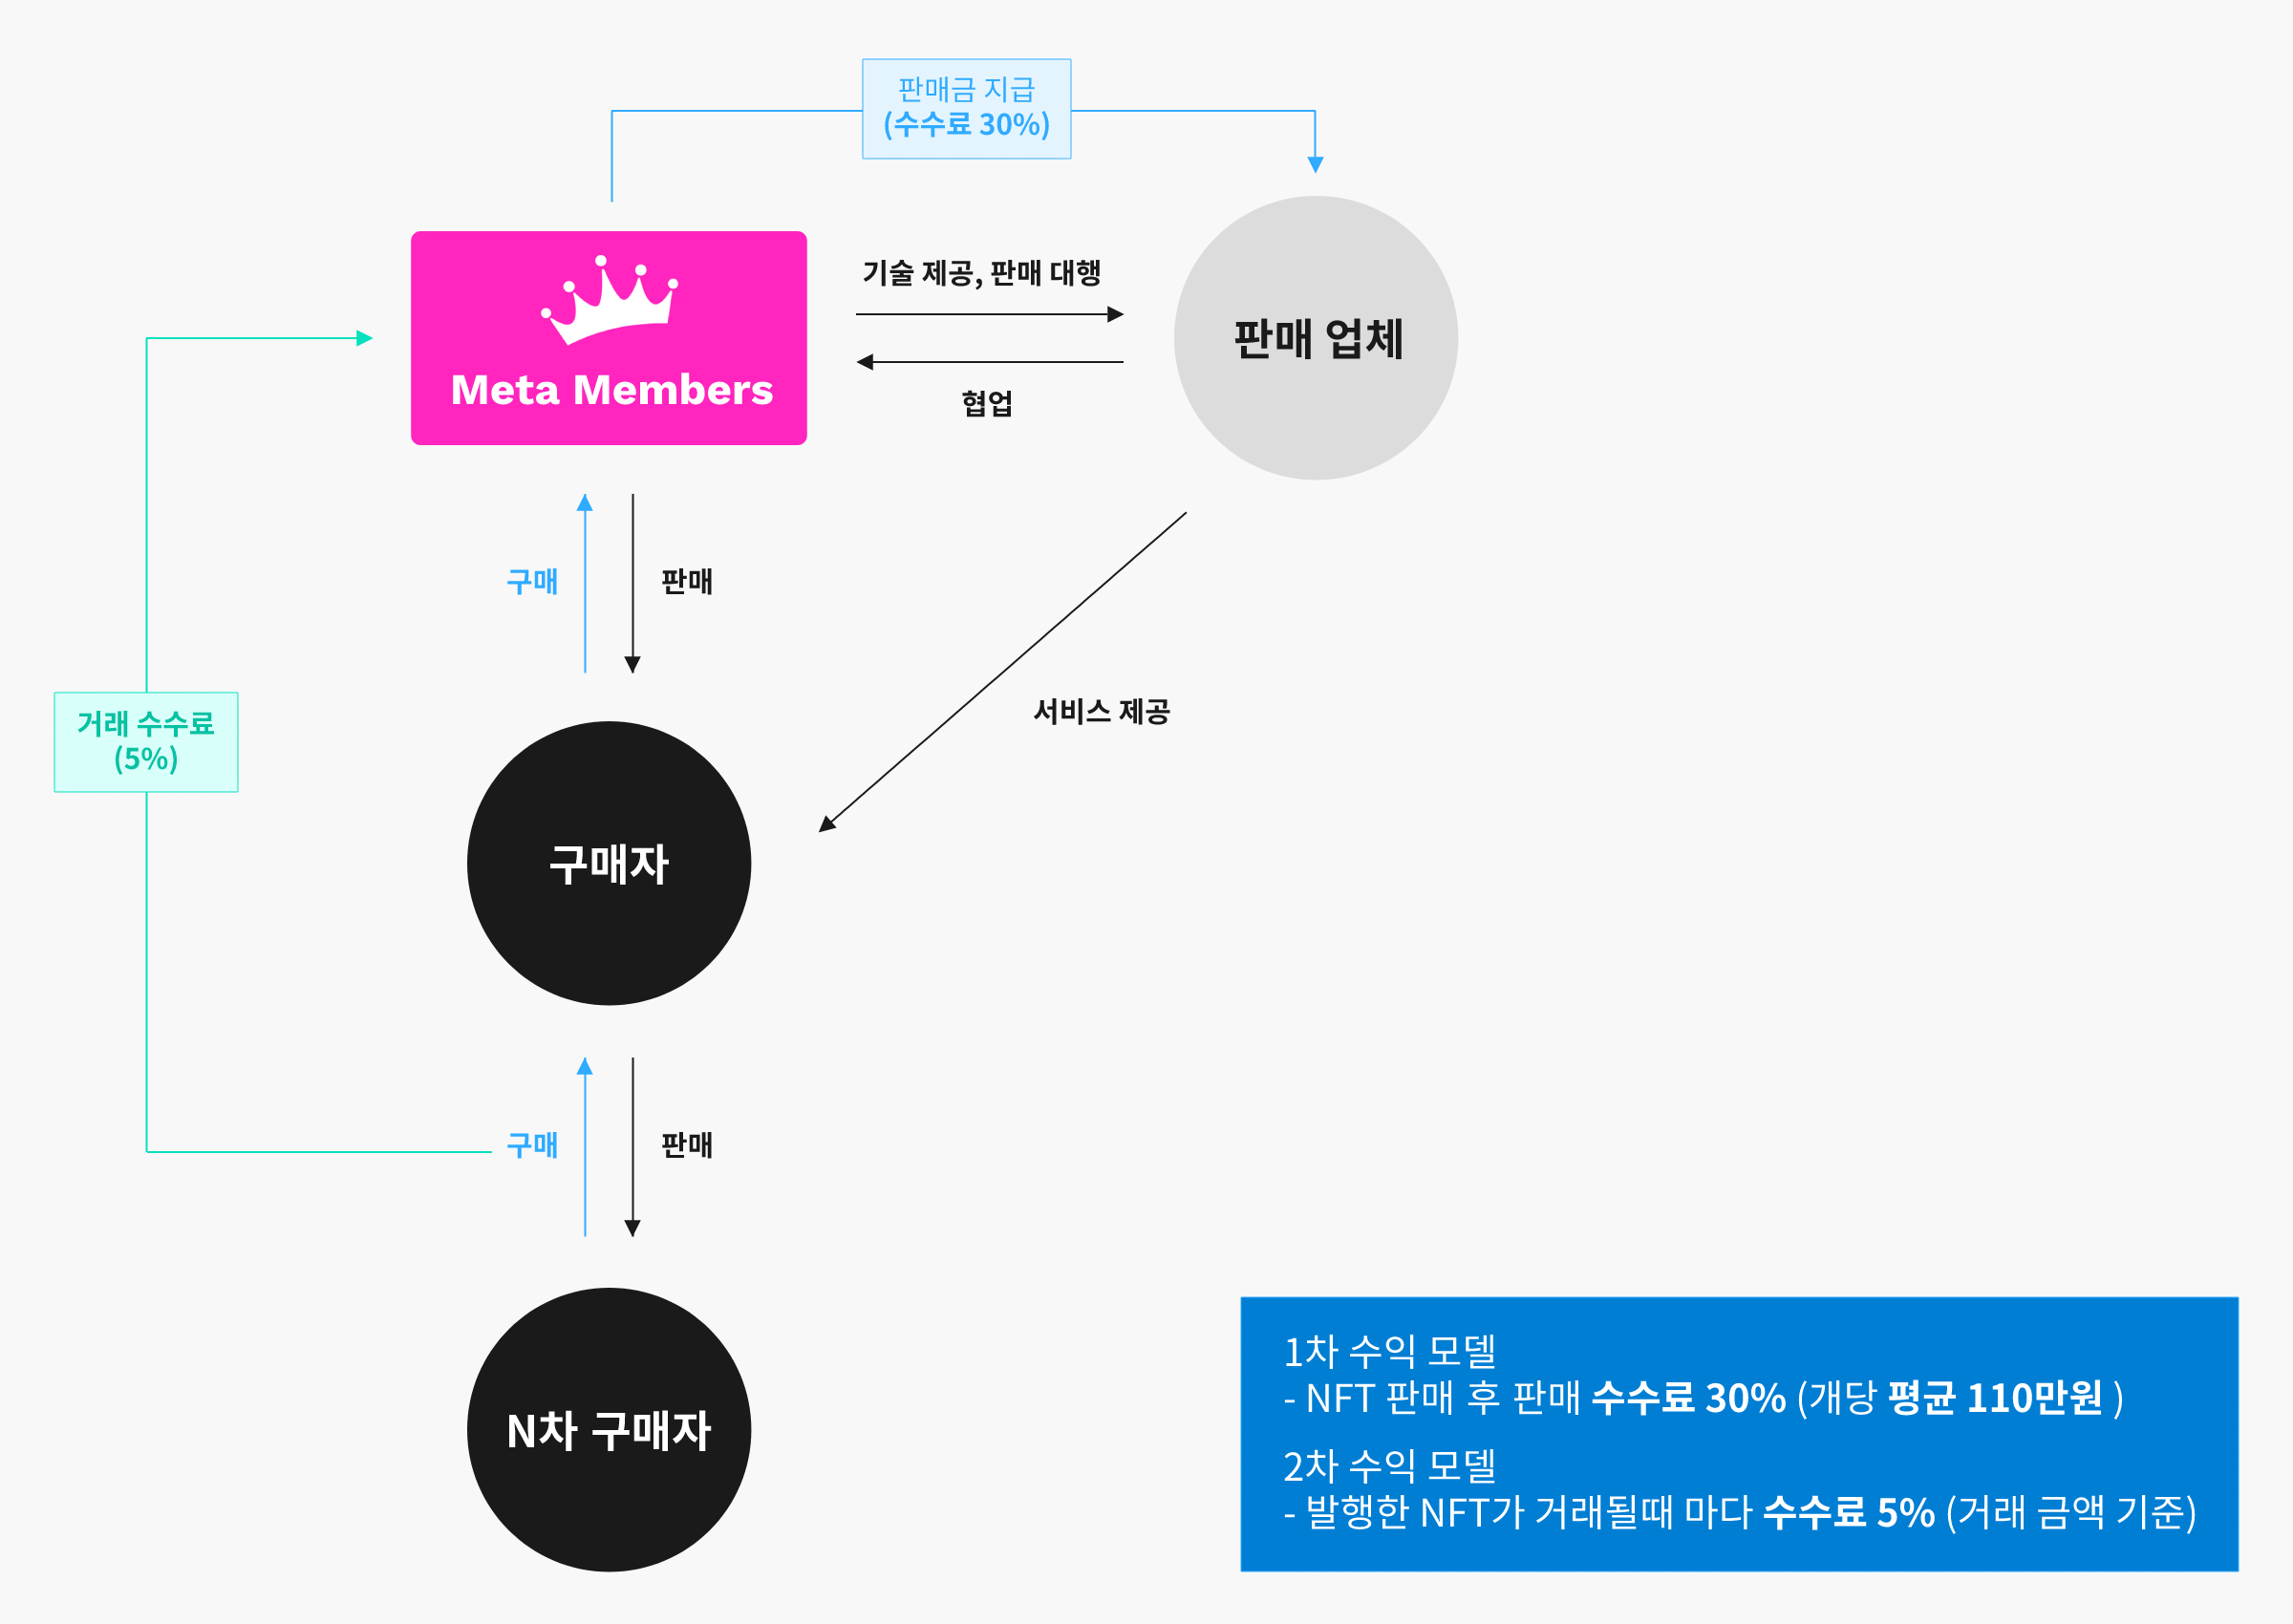 판매금 지급
(수수료 30%)
기술 제공, 판매 대행
Meta Members
판매 업체
협업
구매
판매
서비스 제공
거래 수수료
(5%)
구매자
구매
판매
N차 구매자
1차 수익 모델
- NFT 판매 후 판매 수수료 30% (개당 평균 110만원 )
2차 수익 모델
- 발행한 NFT가 거래될때 마다 수수료 5% (거래 금액 기준)